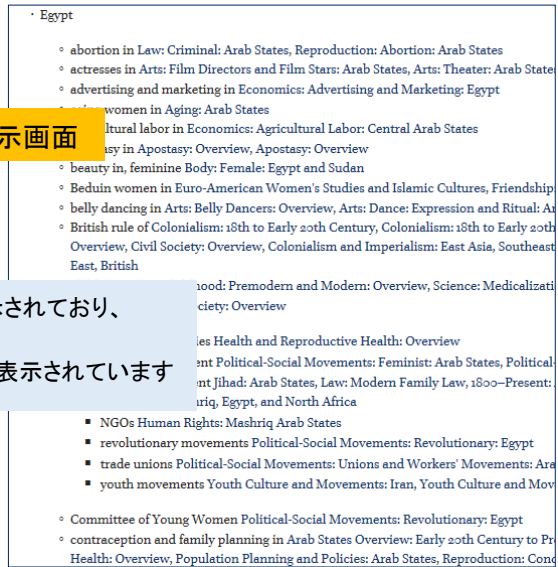 · Egypt
abortion in Law: Criminal: Arab States, Reproduction: Abortion: Arab States
actresses in Arts: Film Directors and Film Stars: Arab States, Arts: Theater: Arab States
advertising and marketing in Economics: Advertising and Marketing: Egypt
women in Aging: Arab States
示画面
ltural labor in Economics: Agricultural Labor: Central Arab States
sy in Apostasy: Overview, Apostasy: Overview
beauty in, feminine Body: Female: Egypt and Sudan
Beduin women in Euro-American Women's Studies and Islamic Cultures, Friendship
belly dancing in Arts: Belly Dancers: Overview, Arts: Dance: Expression and Ritual: Ar
British rule of Colonialism: 18th to Early 20th Century, Colonialism: 18th to Early 20th
Overview, Civil Society: Overview, Colonialism and Imperialism: East Asia, Southeast
East, British
hood: Premodern and Modern: Overview, Science: Medicalizati
されており、
ciety: Overview
ies Health and Reproductive Health: Overview
ent Political-Social Movements: Feminist: Arab States, Political-
表示されています
nt Jihad: Arab States, Law: Modern Family Law, 1800–Present:
riq, Egypt, and North Africa
NGOs Human Rights: Mashriq Arab States
revolutionary movements Political-Social Movements: Revolutionary: Egypt
trade unions Political-Social Movements: Unions and Workers' Movements: Ara
youth movements Youth Culture and Movements: Iran, Youth Culture and Mov
Committee of Young Women Political-Social Movements: Revolutionary: Egypt
contraception and family planning in Arab States Overview: Early 20th Century to Pr
Health: Overview, Population Planning and Policies: Arab States, Reproduction: Conc